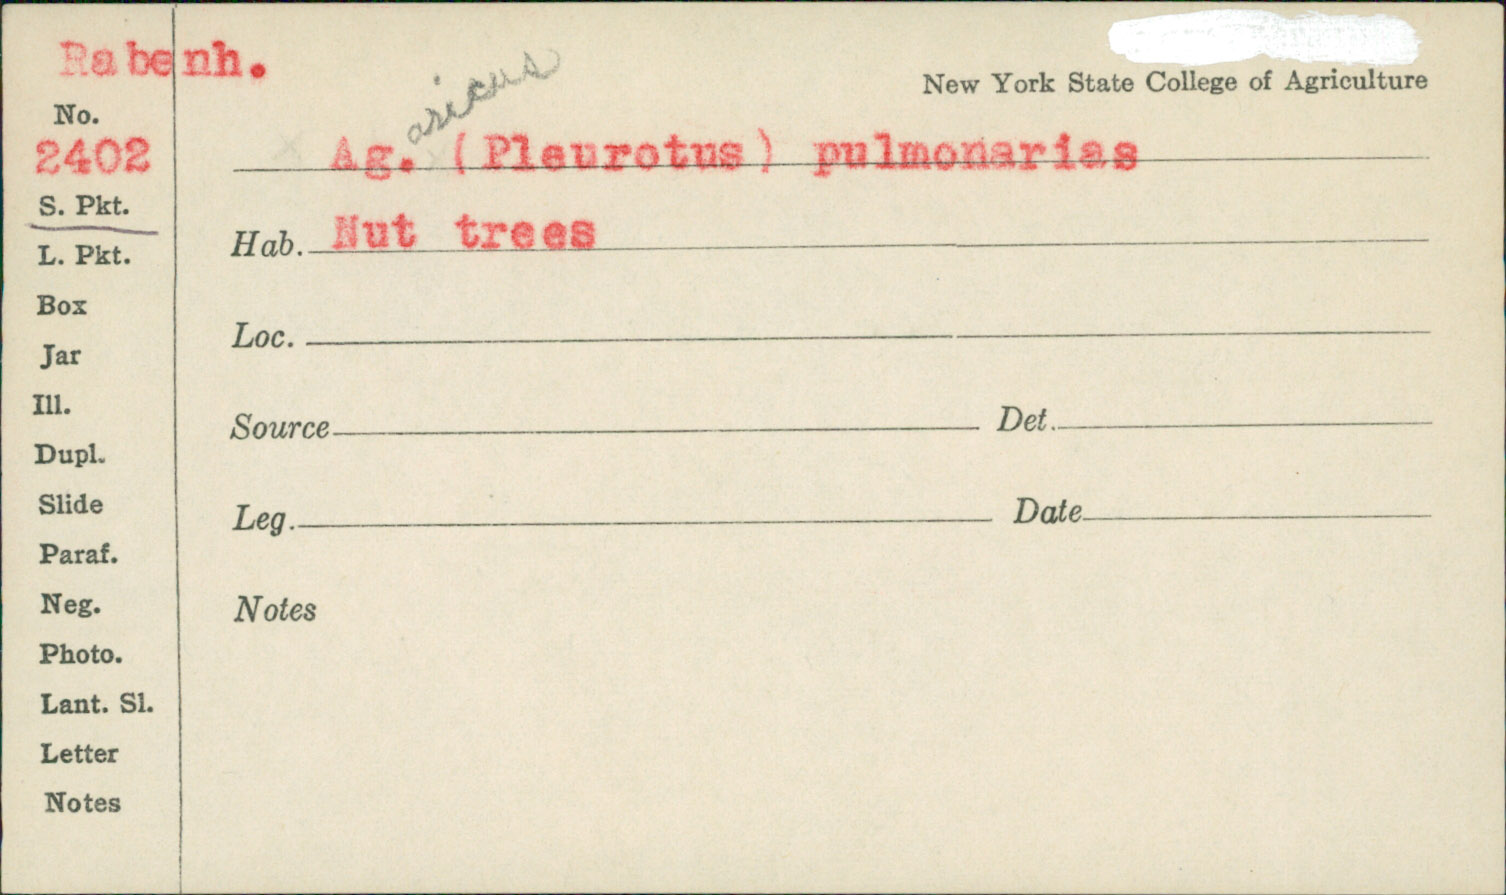 Rabenh.
New York State College of Agriculture
No.
2402
aricus
Ag. (Pleurotus) pulmonarias
S. Pkt.
Hab. Nut trees
L. Pkt.
Box
Loc.
Jar
Ill.
Source Det.
Dupl.
Slide
Leg. Date
Paraf.
Neg.
Notes
Photo.
Lant. Sl.
Letter
Notes